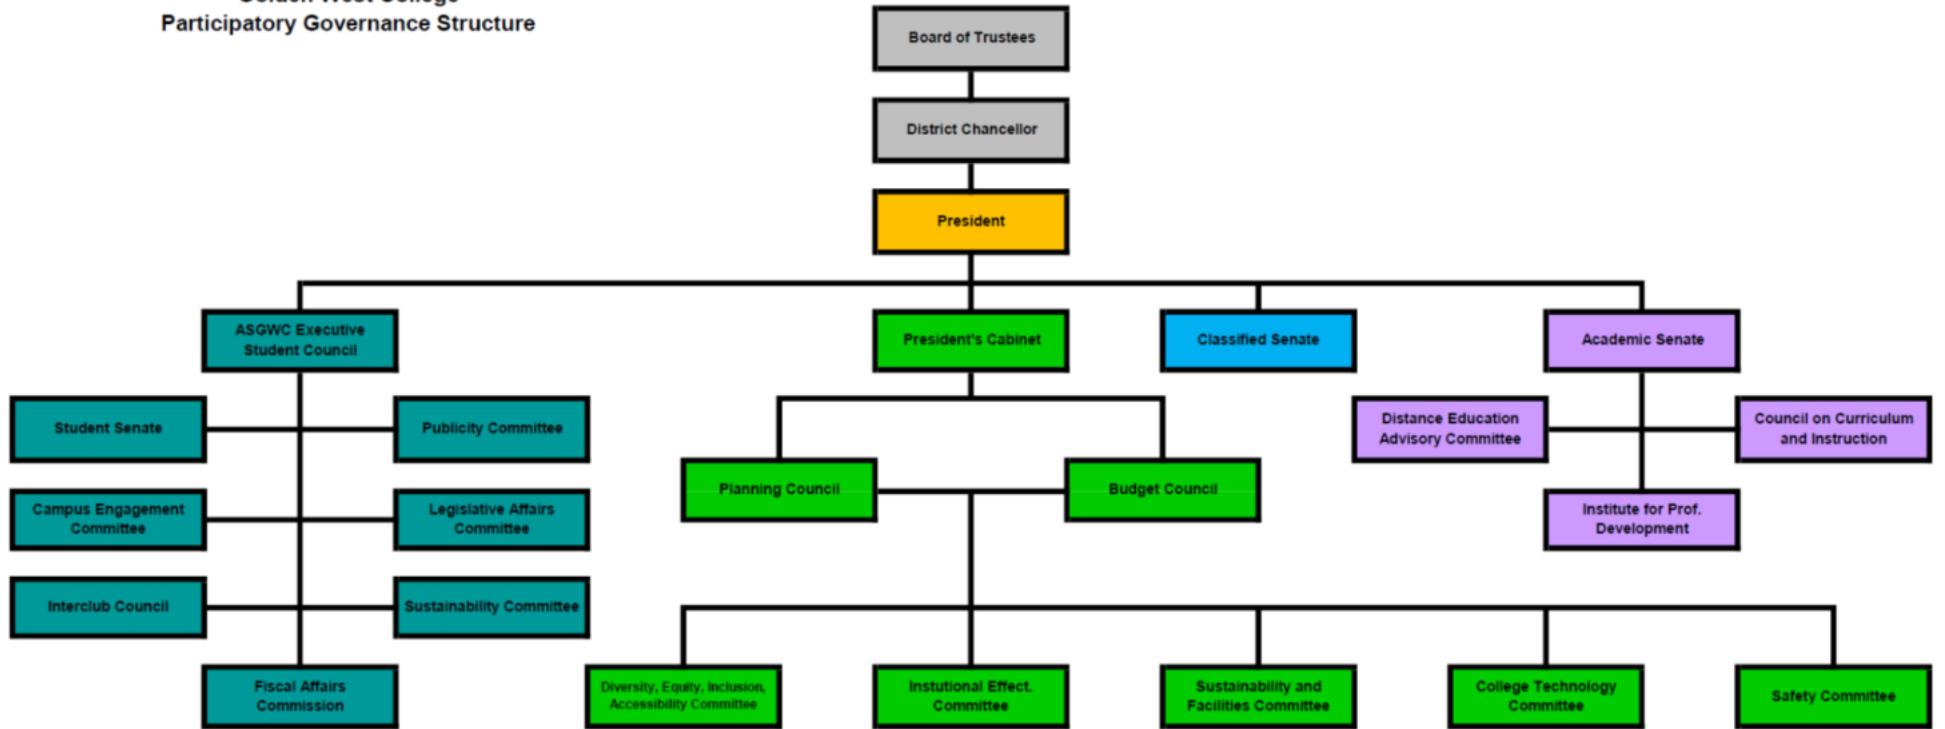 Golden West College
Participatory Governance Structure
Board of Trustees
District Chancellor
President
ASGWC Executive
Student Council
President's Cabinet
Classified Senate
Academic Senate
Student Senate
Publicity Committee
Distance Education
Advisory Committee
Council on Curriculum
and Instruction
Planning Council
Budget Council
Campus Engagement
Committee
Legislative Affairs
Committee
Institute for Prof.
Development
Interclub Council
Sustainability Committee
Fiscal Affairs
Commission
Diversity, Equity, Inclusion,
Accessibility Committee
Instutional Effect.
Committee
Sustainability and
Facilities Committee
College Technology
Committee
Safety Committee